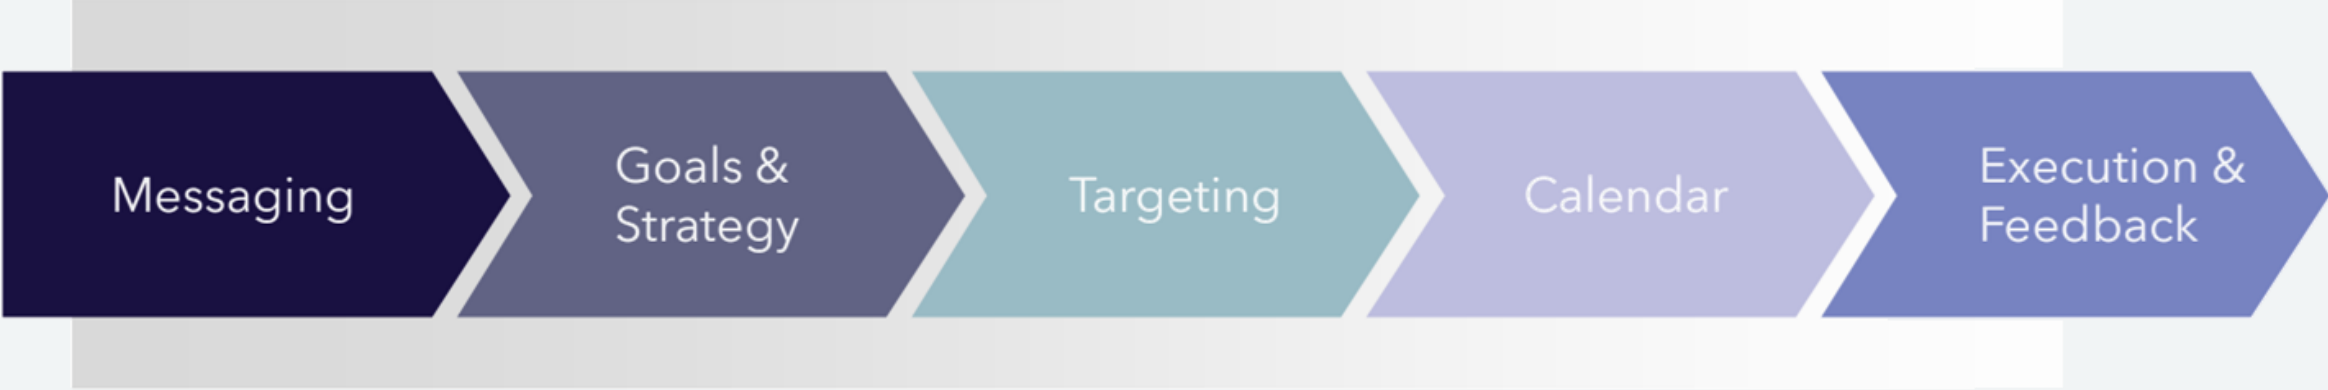 Messaging
Goals &
Strategy
Targeting
Calendar
Execution &
Feedback